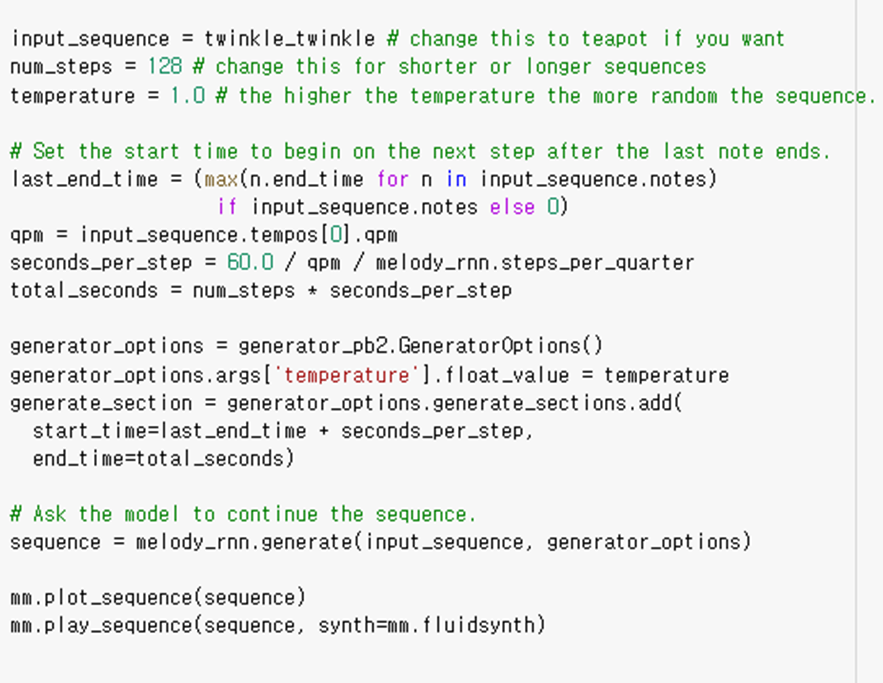 input_sequence = twinkle_twinkle # change this to teapot if you want
num_steps = 128 # change this for shorter or longer sequences
temperature = 1.0 # the higher the temperature the more random the sequence.
# Set the start time to begin on the next step after the last note ends.
last_end_time = (max(n.end_time for n in input_sequence.notes)
if input_sequence.notes else 0)
qpm = input_sequence.tempos[0].qpm
seconds_per_step = 60.0 / qpm / melody_rnn.steps_per_quarter
total_seconds = num_steps * seconds_per_step
generator_options = generator_pb2.GeneratorOptions()
generator_options.args['temperature'].float_value = temperature
generate_section = generator_options.generate_sections.add(
start_time=last_end_time + seconds_per_step,
end_time=total_seconds)
# Ask the model to continue the sequence.
sequence = melody_rnn.generate(input_sequence, generator_options)
mm.plot_sequence(sequence)
mm.play_sequence(sequence, synth=mm.fluidsynth)